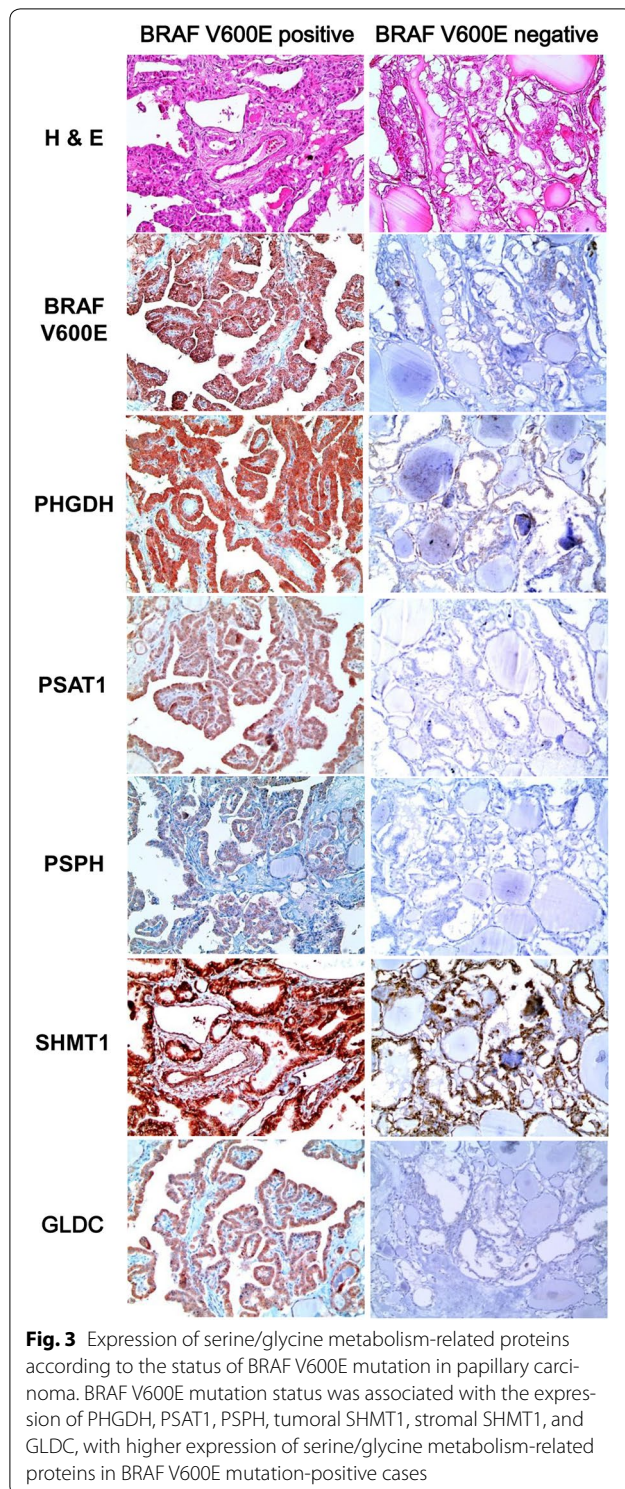 BRAF V600E positive BRAF V600E negative
H & E
BRAF
V600E
PHGDH
PSAT1
PSPH
SHMT1
GLDC
Fig. 3 Expression of serine/glycine metabolism-related proteins
according to the status of BRAF V600E mutation in papillary carci-
noma. BRAF V600E mutation status was associated with the expres-
sion of PHGDH, PSAT1, PSPH, tumoral SHMT1, stromal SHMT1, and
GLDC, with higher expression of serine/glycine metabolism-related
proteins in BRAF V600E mutation-positive cases